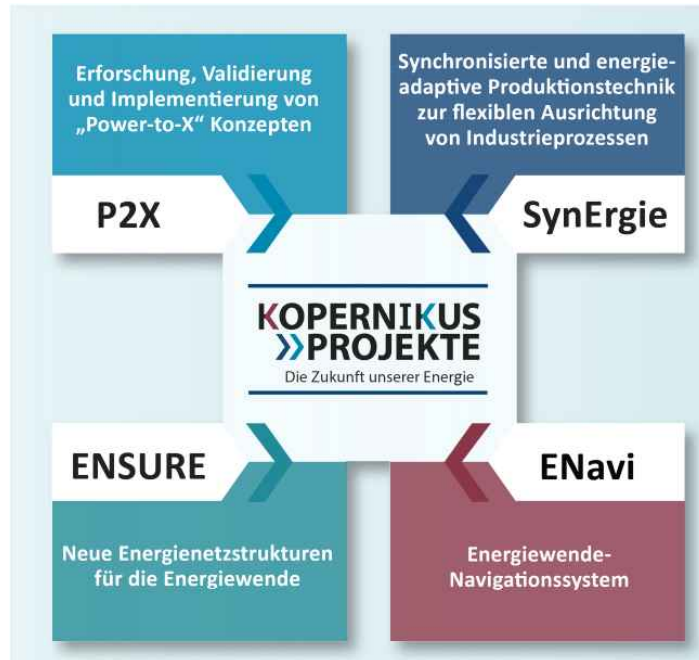 Erforschung, Validierung
und Implementierung von
„Power-to-X“ Konzepten
P2X
Synchronisierte und energie-
adaptive Produktionstechnik
zur flexiblen Ausrichtung
von Industrieprozessen
SynErgie
KOPERNIKUS
PROJEKTE
Die Zukunft unserer Energie
ENSURE
Neue Energienetzstrukturen
für die Energiewende
ENavi
Energiewende-
Navigationssystem